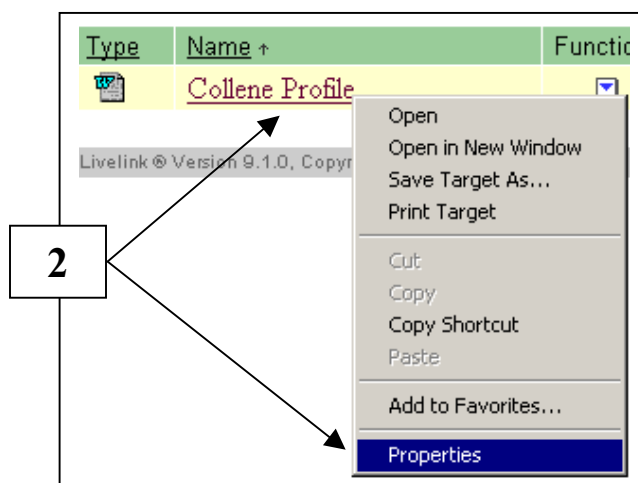 Type Name ↑ Functio
Collene Profile
Open
Open in New Window
Livelink ® Version 9.1.0, Copyr
Save Target As...
Print Target
2
Cut
Copy
Copy Shortcut
Paste
Add to Favorites...
Properties